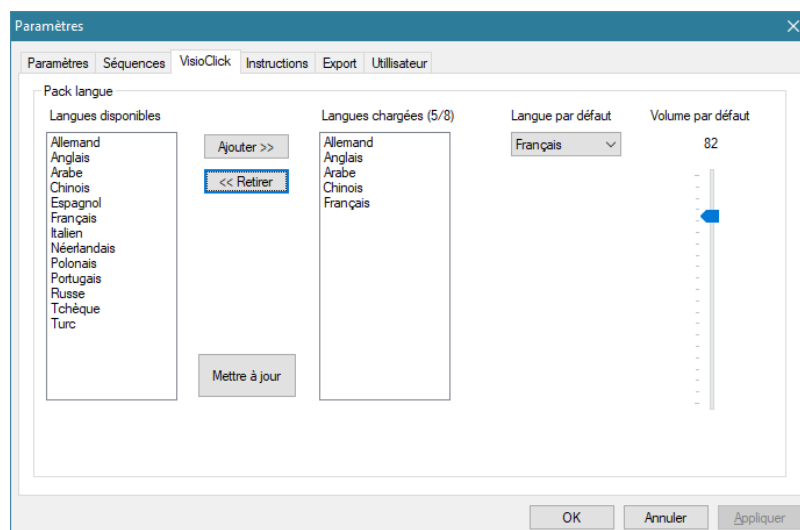 Paramètres
Paramètres Séquences VisioClick Instructions Export Utilisateur
Pack langue
Langues disponibles
Allemand
Anglais
Arabe
Chinois
Espagnol
Français
Italien
Néerlandais
Polonais
Portugais
Russe
Tchèque
Turc
Ajouter >>
<< Retirer
Mettre à jour
Langues chargées (5/8)
Allemand
Anglais
Arabe
Chinois
Français
Langue par défaut
Français
Volume par défaut
82
OK Annuler Appliquer